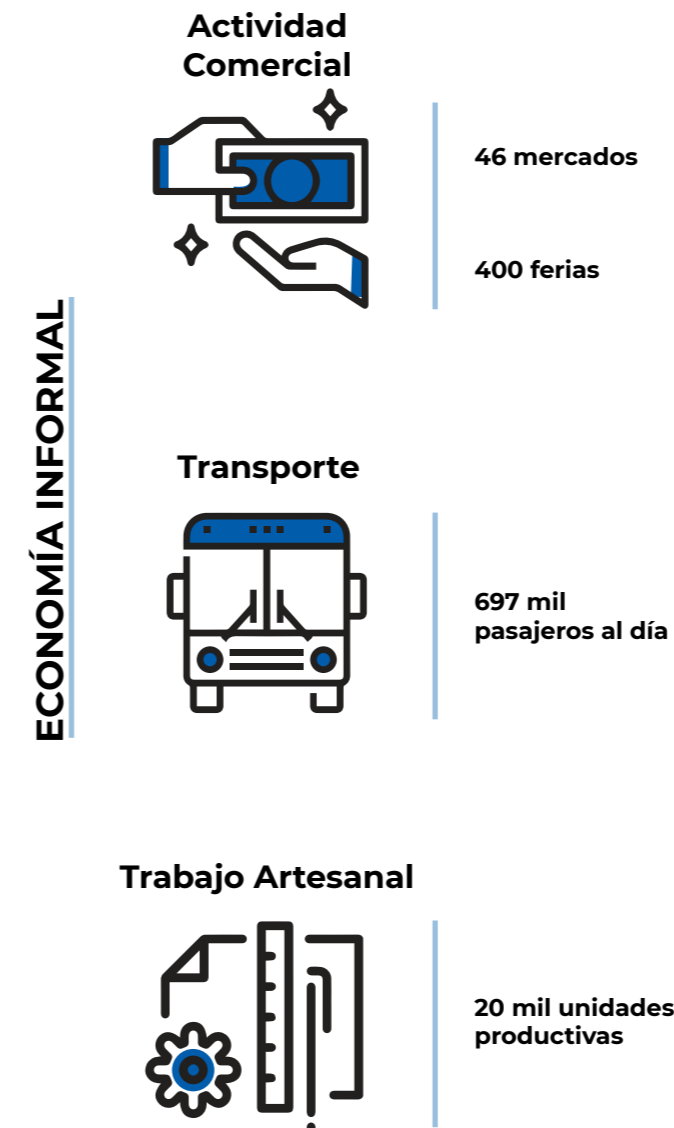 Actividad
Comercial
46 mercados
400 ferias
ECONOMÍA INFORMAL
Transporte
697 mil
pasajeros al día
Trabajo Artesanal
20 mil unidades
productivas